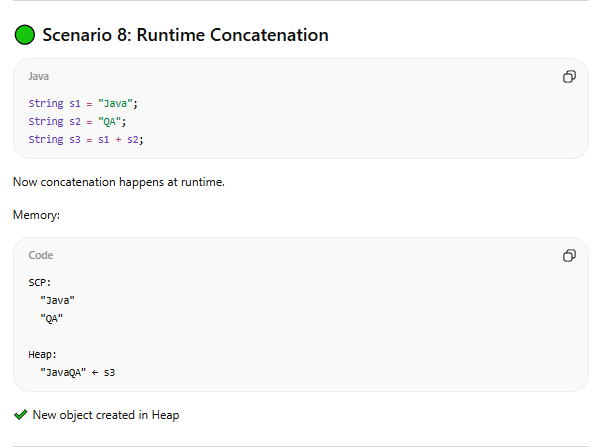 Scenario 8: Runtime Concatenation
Java
String s1 = "Java";
String s2 = "QA";
String s3 = s1 + s2;
Now concatenation happens at runtime.
Memory:
Code
SCP:
"Java"
"QA"
Heap:
"JavaQA" ← s3
✔ New object created in Heap